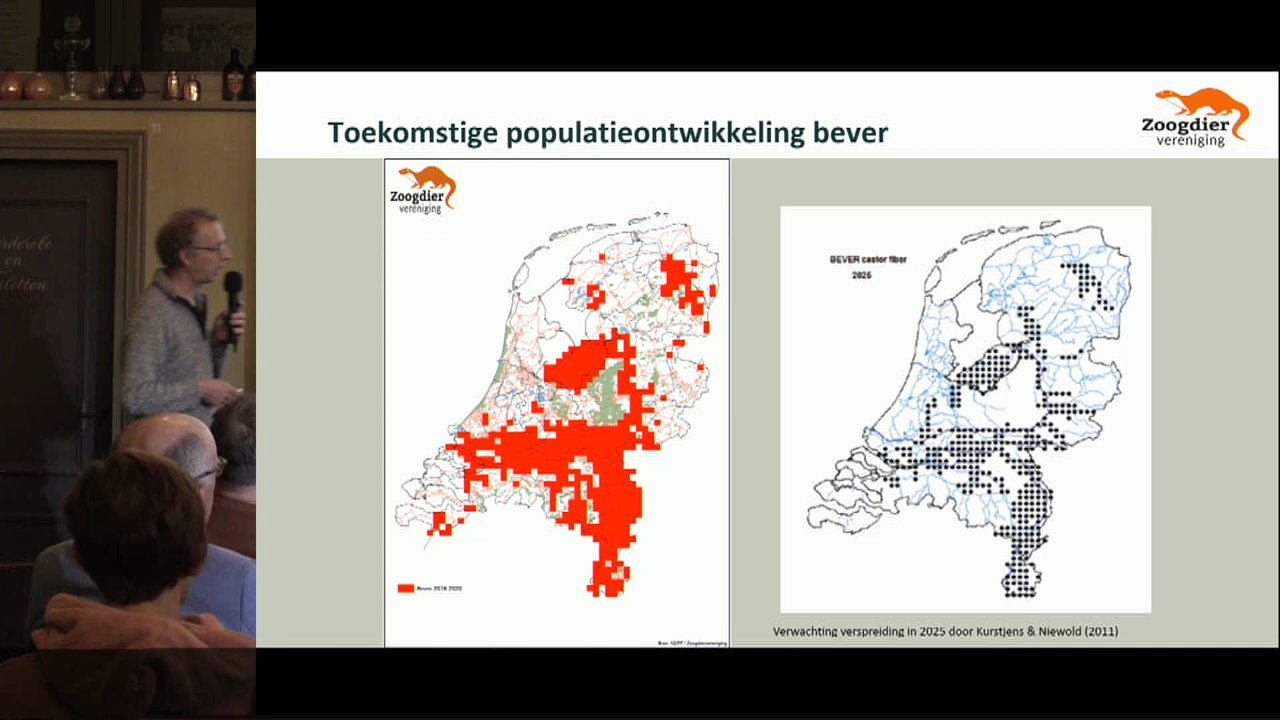 Toekomstige populatieontwikkeling bever
Zoogdier
vereniging
Zoogdier
vereniging
BEVER castor fiber
2025
Verwachting verspreiding in 2025 door Kurstjens & Niewold (2011)
en